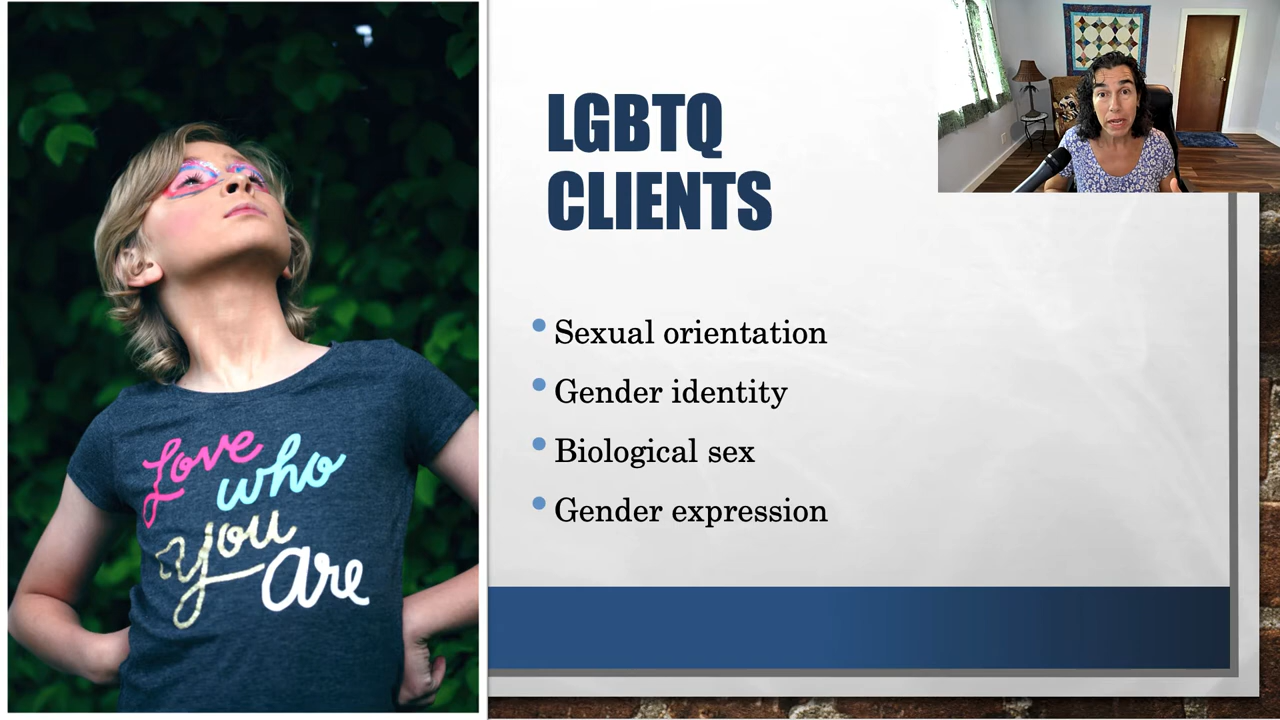 LGBTQ
CLIENTS
Sexual orientation
Gender identity
Biological sex
Gender expression
Love
who
you
are